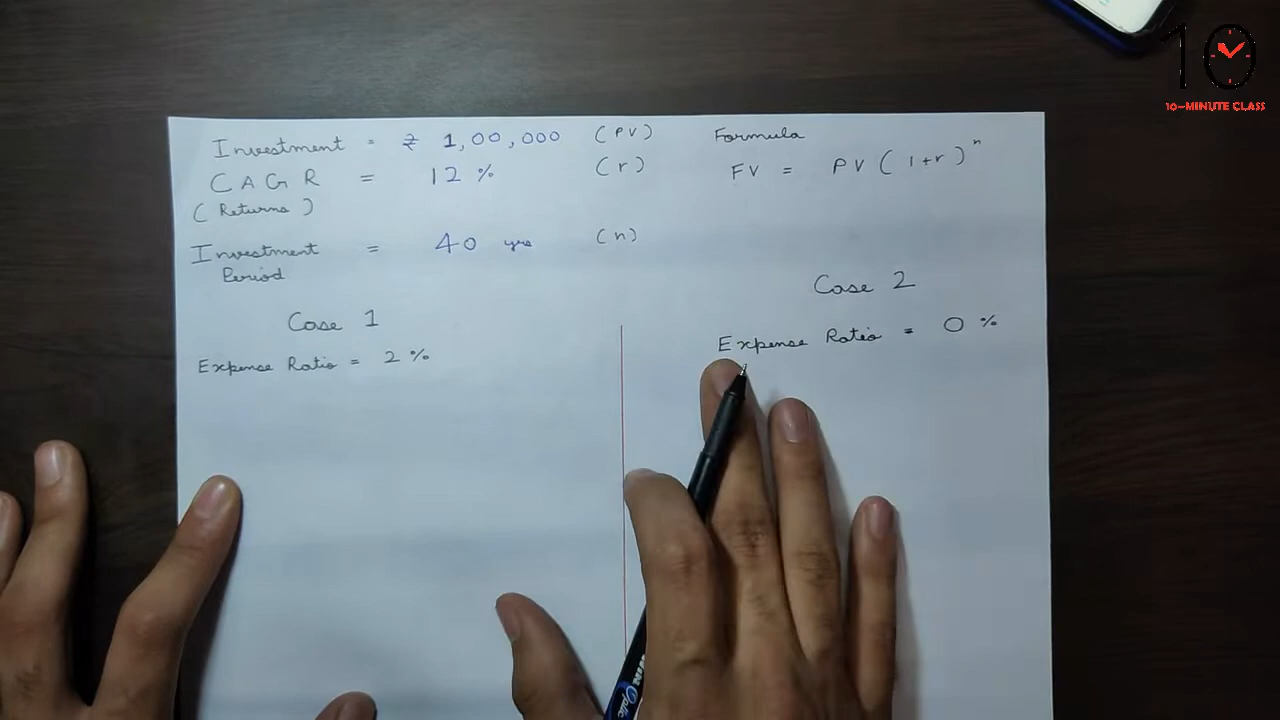 10
10-MINUTE CLASS
Investment = ₹ 1,00,000 (PV)
CAGR = 12 % (r)
(Returns)
Investment = 40 yrs (n)
Period
Formula
FV = PV (1+r)ⁿ
Case 1
Expense Ratio = 2 %
Case 2
Expense Ratio = 0 %